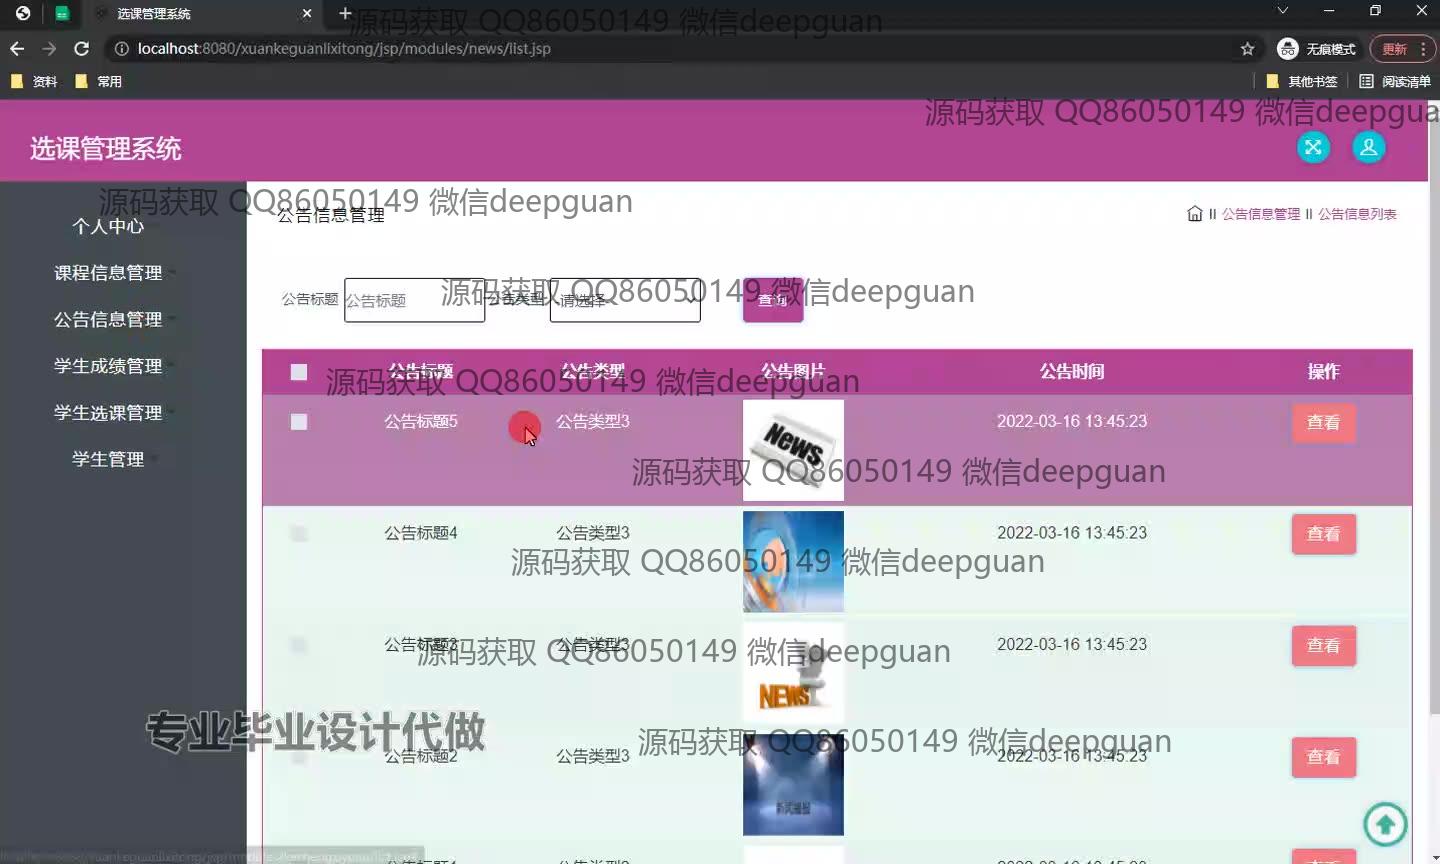 选课管理系统
localhost:8080/xuankeguanlixitong/jsp/modules/news/list.jsp
无痕模式
更新
资料
常用
其他书签
阅读清单
源码获取 QQ86050149 微信deepguan
源码获取 QQ86050149 微信deepgua
选课管理系统
源码获取 QQ86050149 微信deepguan
个人中心
课程信息管理
公告信息管理
学生成绩管理
学生选课管理
学生管理
公告信息管理
公告信息管理 公告信息列表
公告标题
公告标题
公告类型
请选择
查询
源码获取 QQ86050149 微信deepguan
公告标题 公告类型 公告图片 公告时间 操作
源码获取 QQ86050149 微信deepguan
公告标题5 公告类型3 News 2022-03-16 13:45:23 查看
源码获取 QQ86050149 微信deepguan
公告标题4 公告类型3 2022-03-16 13:45:23 查看
源码获取 QQ86050149 微信deepguan
公告标题3 公告类型3 NEWS 2022-03-16 13:45:23 查看
源码获取 QQ86050149 微信deepguan
专业毕业设计代做
公告标题2 公告类型3 2022-03-16 13:45:23 查看
源码获取 QQ86050149 微信deepguan